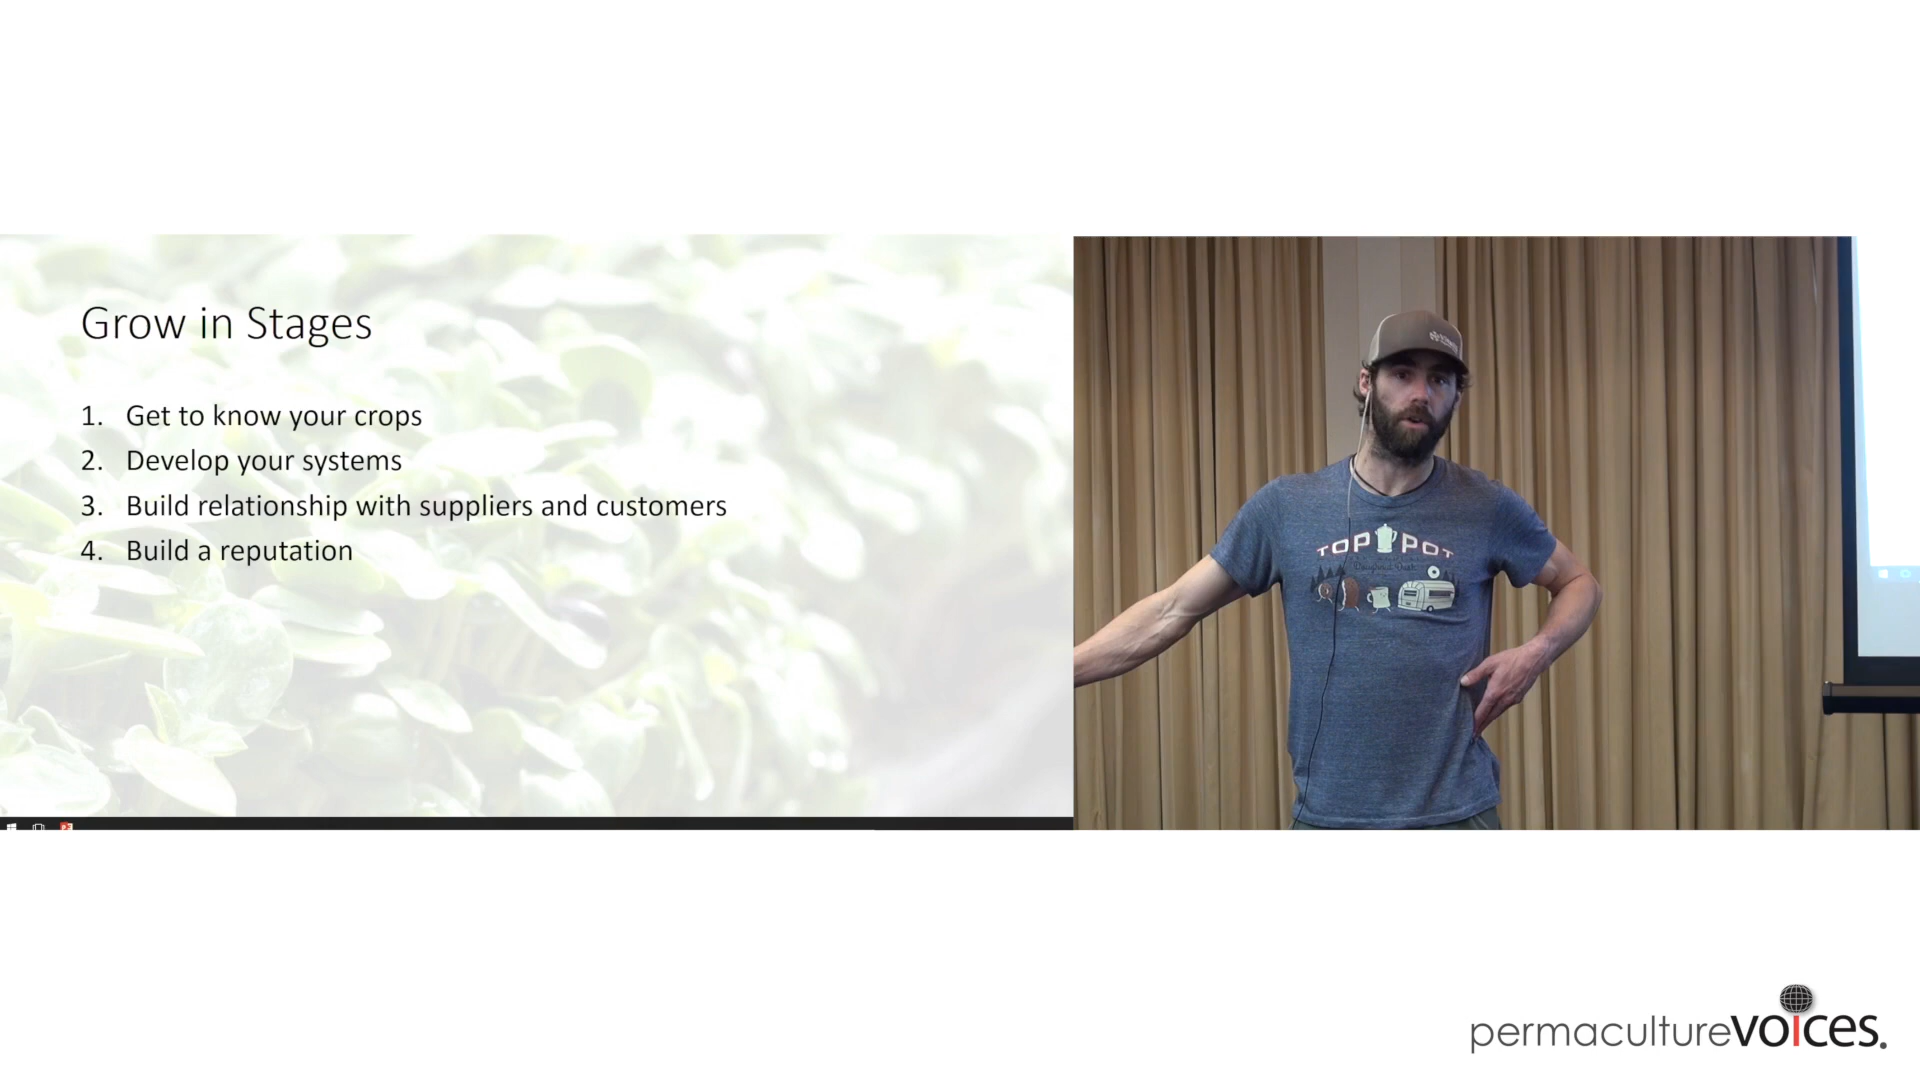 Grow in Stages
1. Get to know your crops
2. Develop your systems
3. Build relationship with suppliers and customers
4. Build a reputation
TOP POT
permaculturevoices.